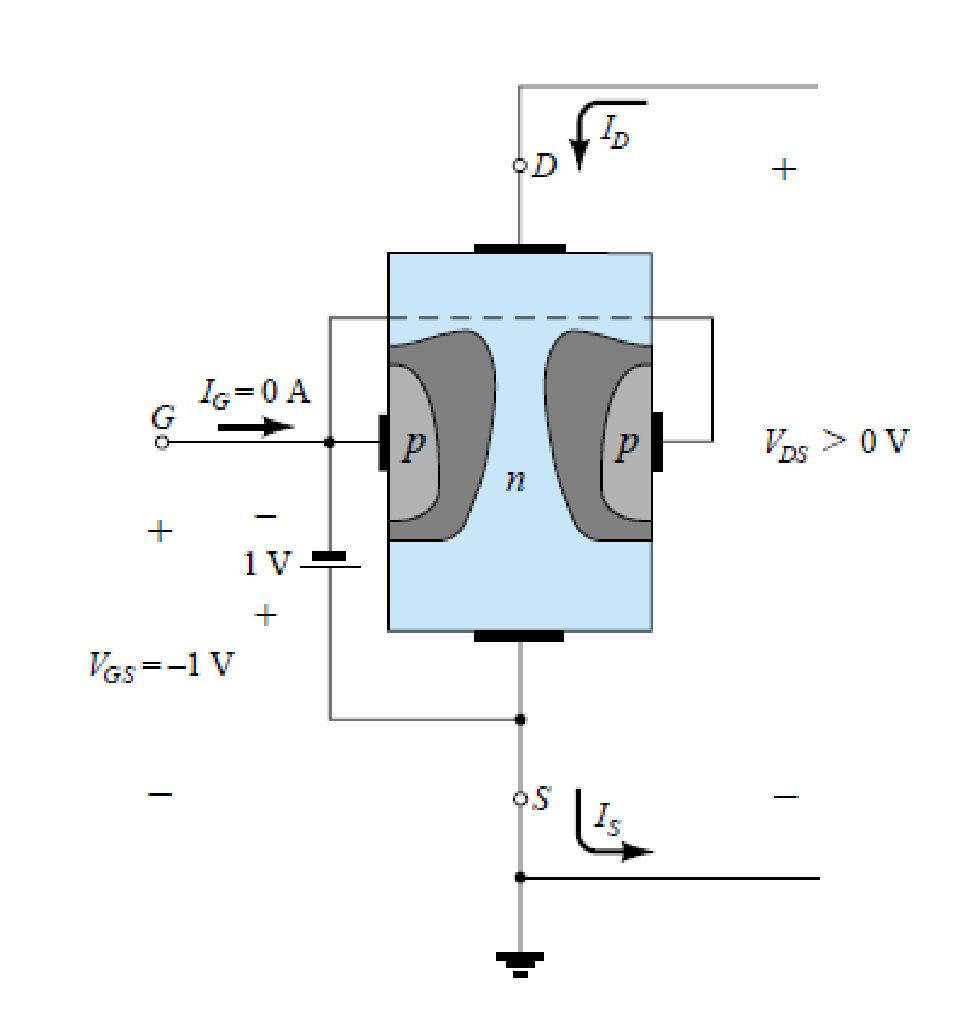 I_D
D
+
I_G = 0 A
G
p
p
V_DS > 0 V
n
+
−
1 V
+
V_GS = −1 V
−
S
I_S
−